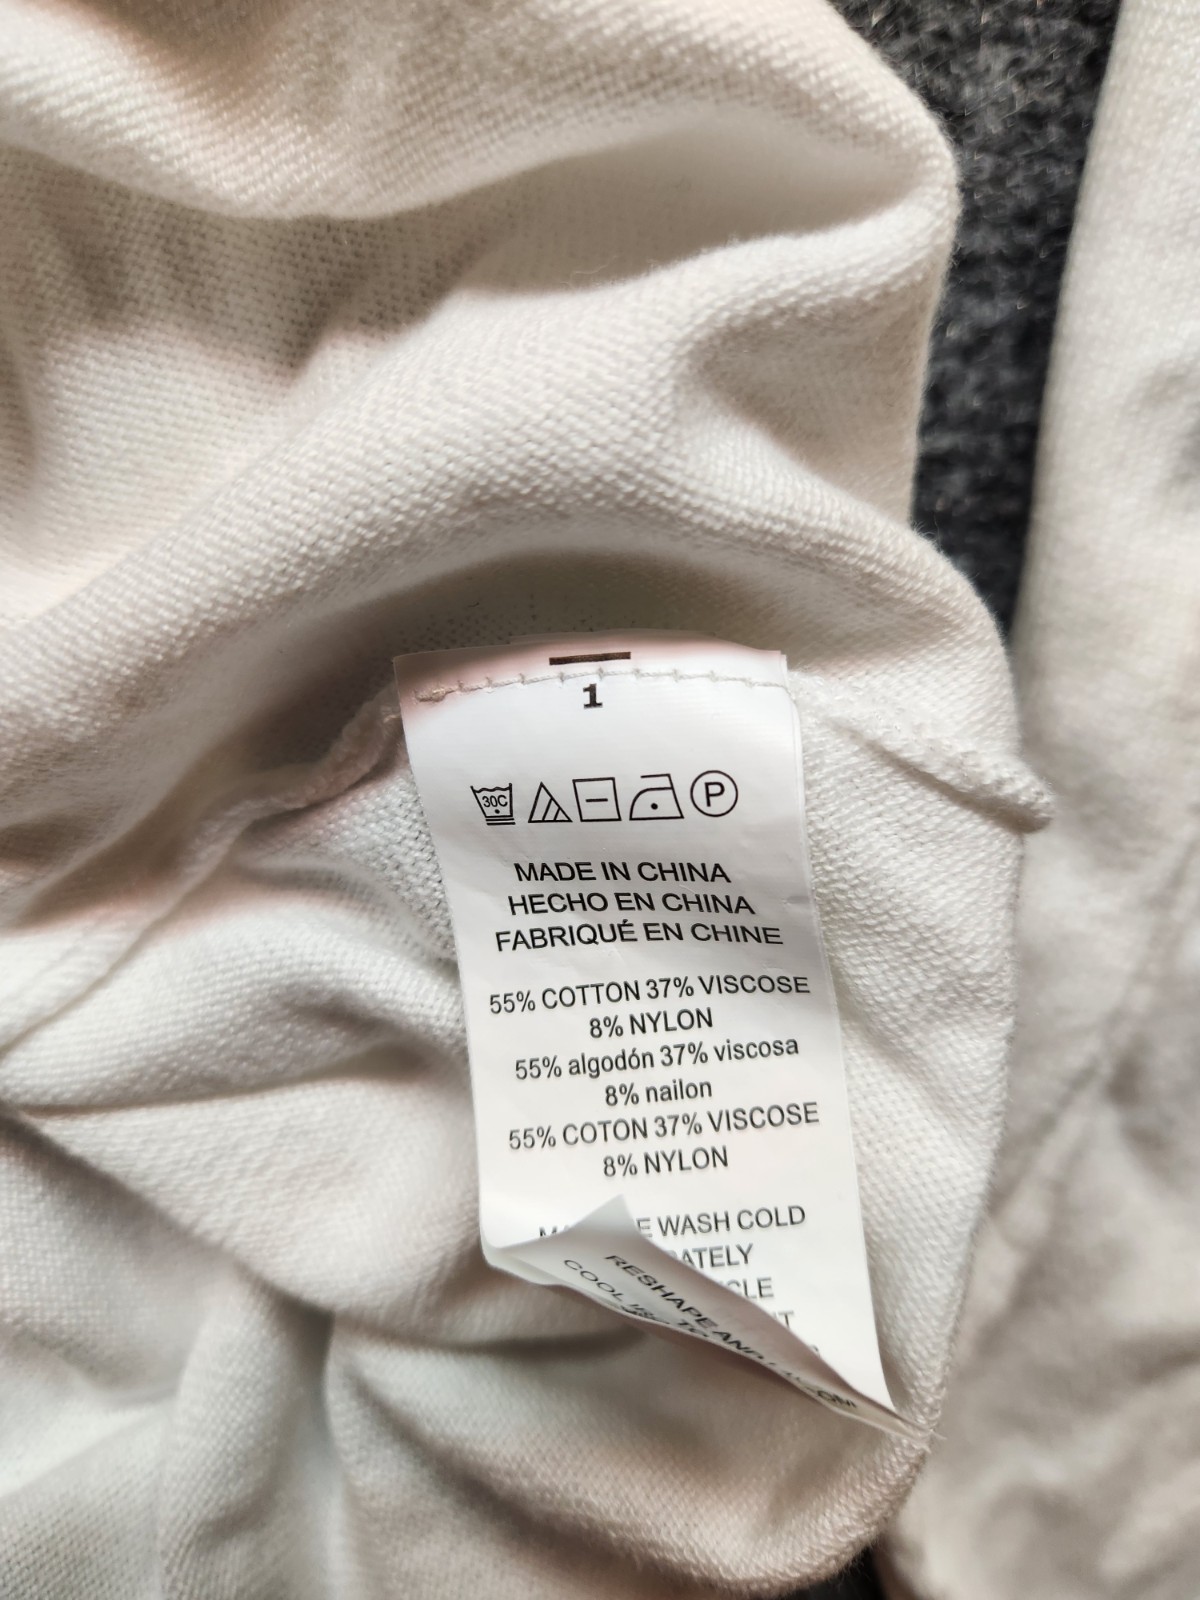 1
30C
P
MADE IN CHINA
HECHO EN CHINA
FABRIQUÉ EN CHINE
55% COTTON 37% VISCOSE
8% NYLON
55% algodón 37% viscosa
8% nailon
55% COTON 37% VISCOSE
8% NYLON
WASH COLD
RESHAPE AND
COOL